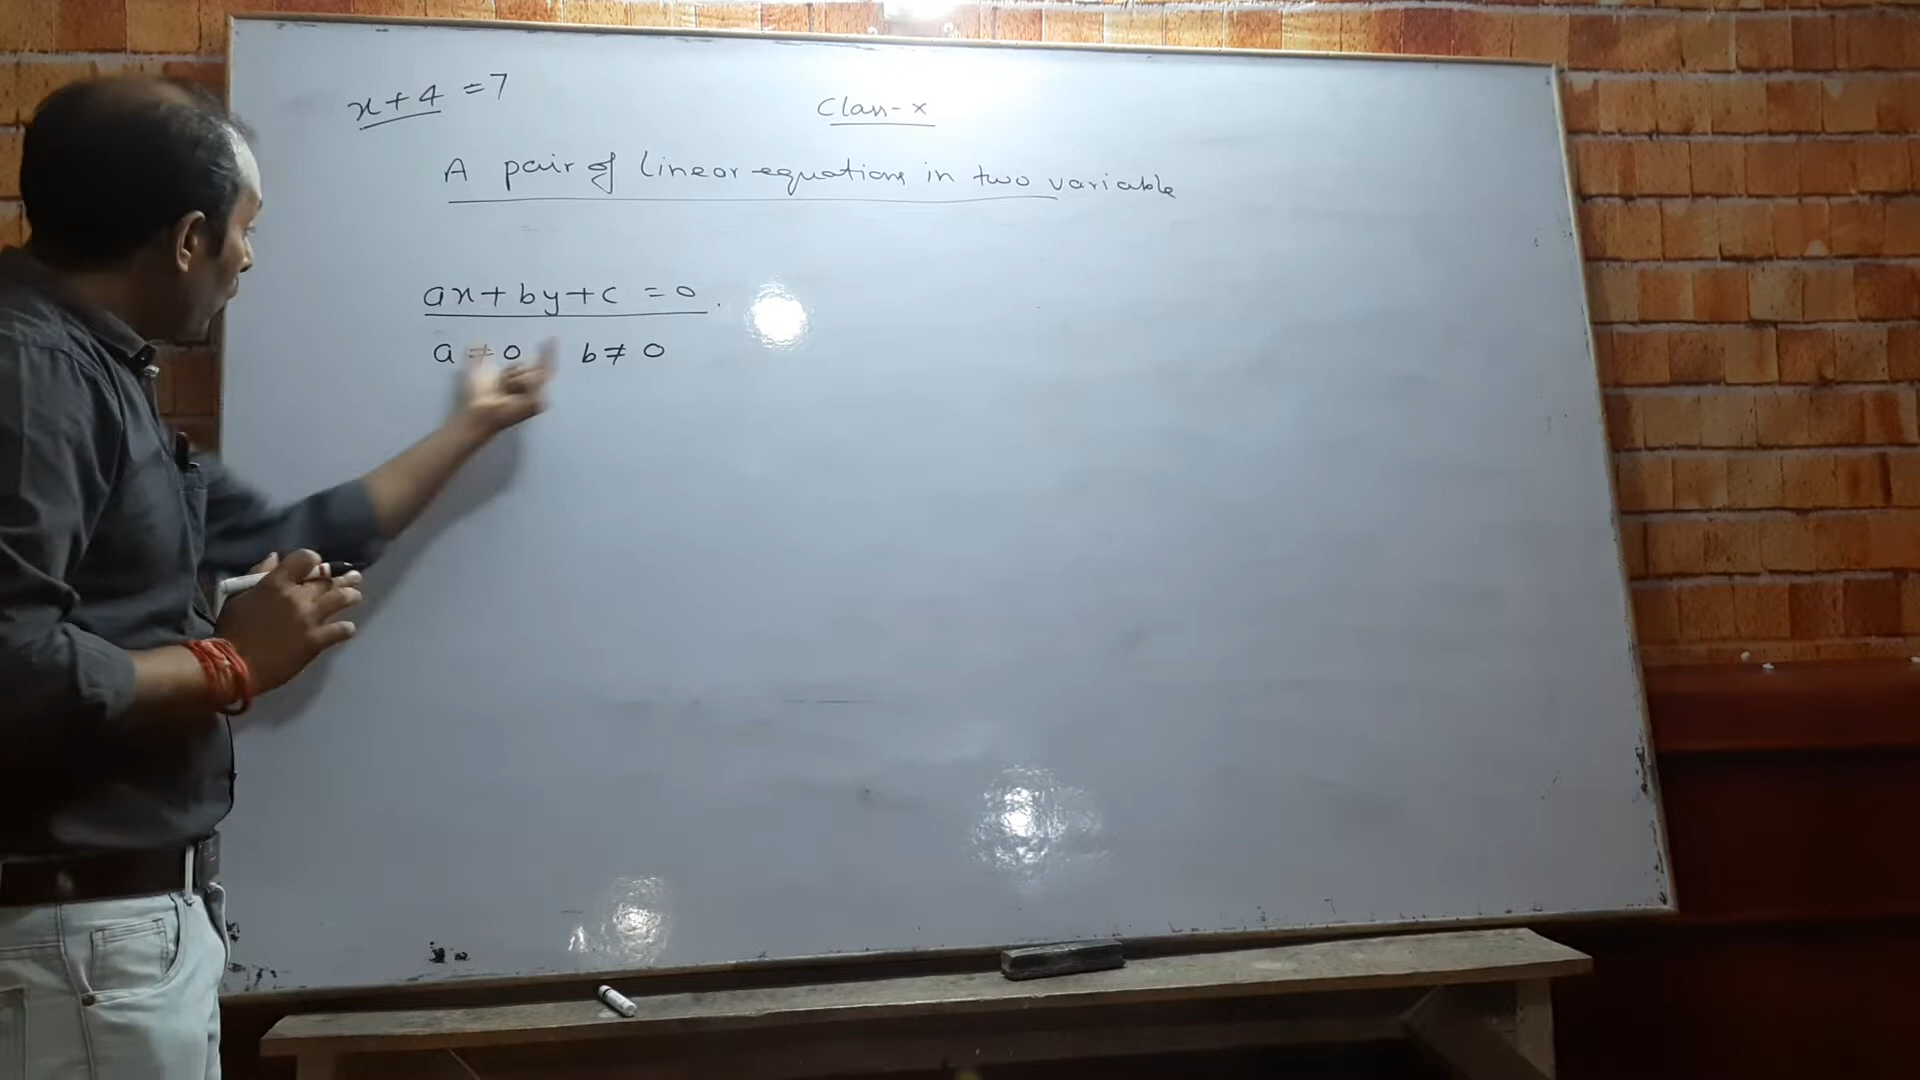 x+4 =7
Class-x
A pair of linear equations in two variable
ax+by+c =0.
a≠0 b≠0